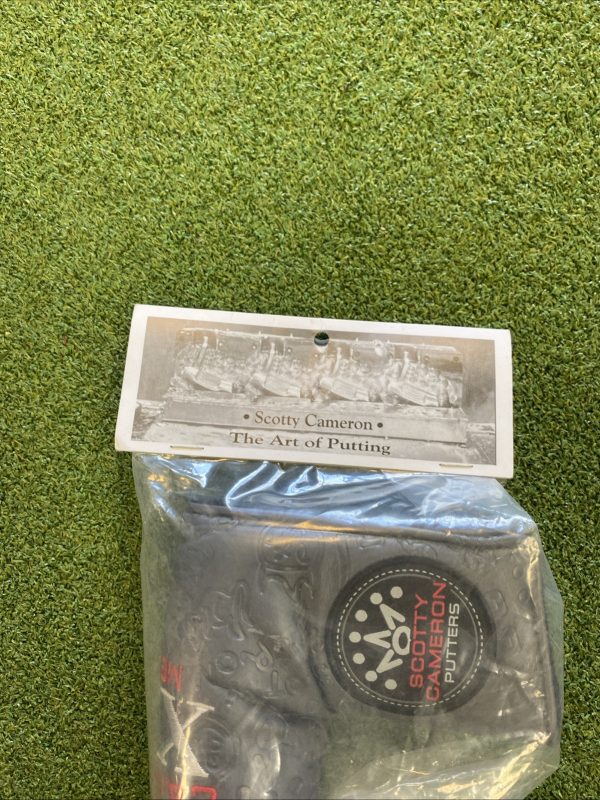 • Scotty Cameron •
The Art of Putting
SCOTTY
CAMERON
PUTTERS